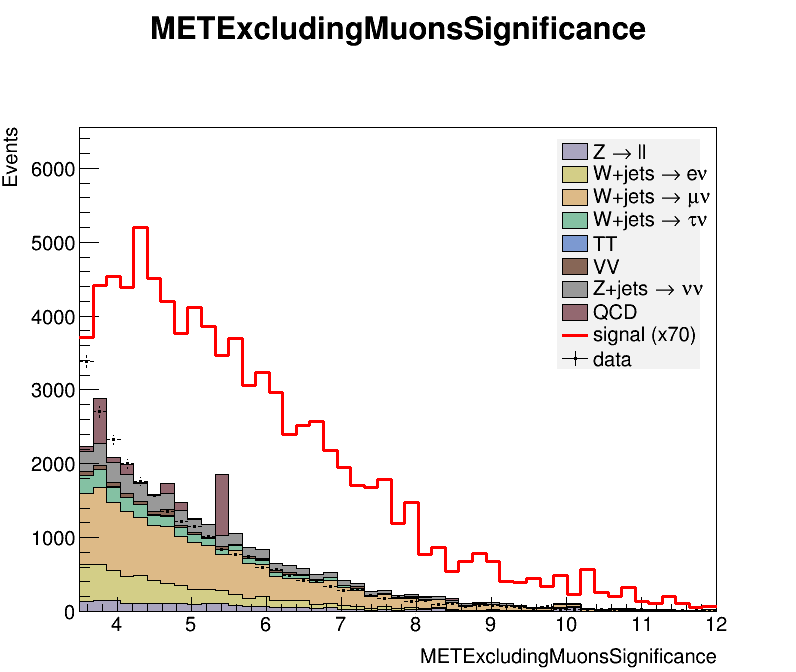 METExcludingMuonsSignificance
Events
6000
5000
4000
3000
2000
1000
0
4 5 6 7 8 9 10 11 12
METExcludingMuonsSignificance
Z → ll
W+jets → eν
W+jets → μν
W+jets → τν
TT
VV
Z+jets → νν
QCD
signal (x70)
data